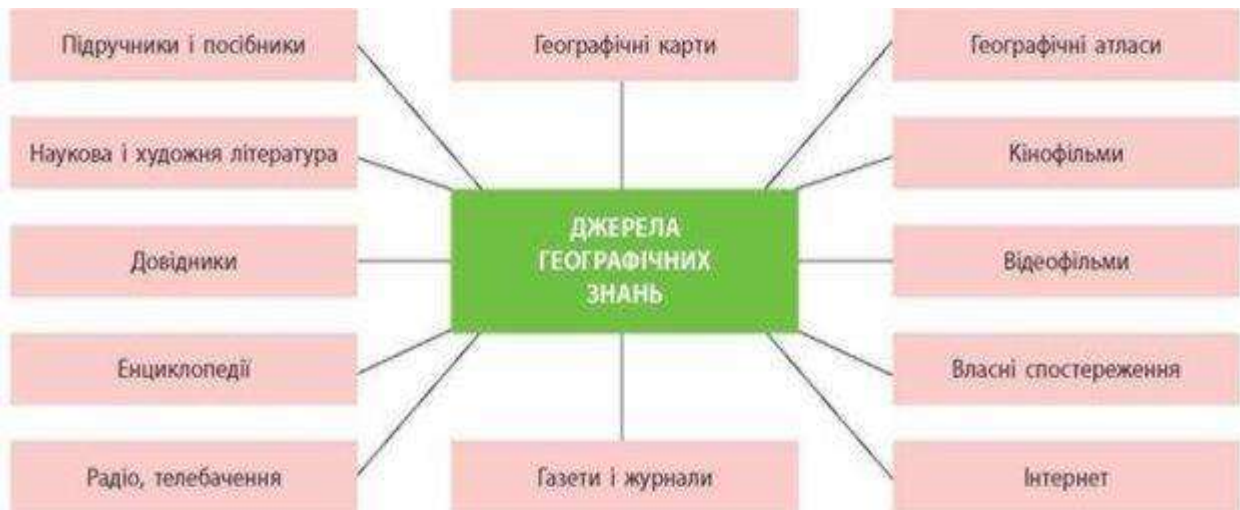 Підручники і посібники
Географічні карти
Географічні атласи
Наукова і художня література
Кінофільми
ДЖЕРЕЛА
ГЕОГРАФІЧНИХ
ЗНАНЬ
Довідники
Відеофільми
Енциклопедії
Власні спостереження
Радіо, телебачення
Газети і журнали
Інтернет